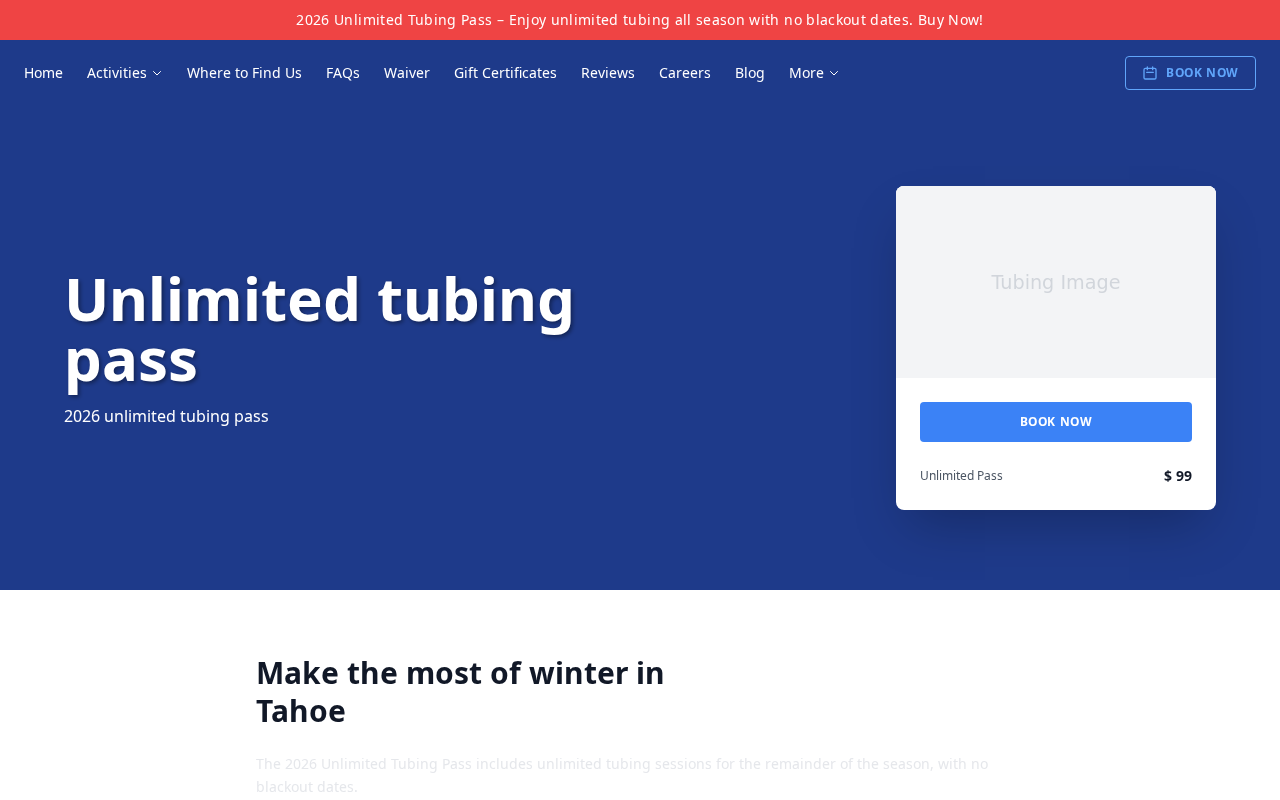 2026 Unlimited Tubing Pass – Enjoy unlimited tubing all season with no blackout dates. Buy Now!
Home Activities Where to Find Us FAQs Waiver Gift Certificates Reviews Careers Blog More BOOK NOW
Unlimited tubing
pass
2026 unlimited tubing pass
Tubing Image
BOOK NOW
Unlimited Pass $ 99
Make the most of winter in
Tahoe
The 2026 Unlimited Tubing Pass includes unlimited tubing sessions for the remainder of the season, with no
blackout dates.